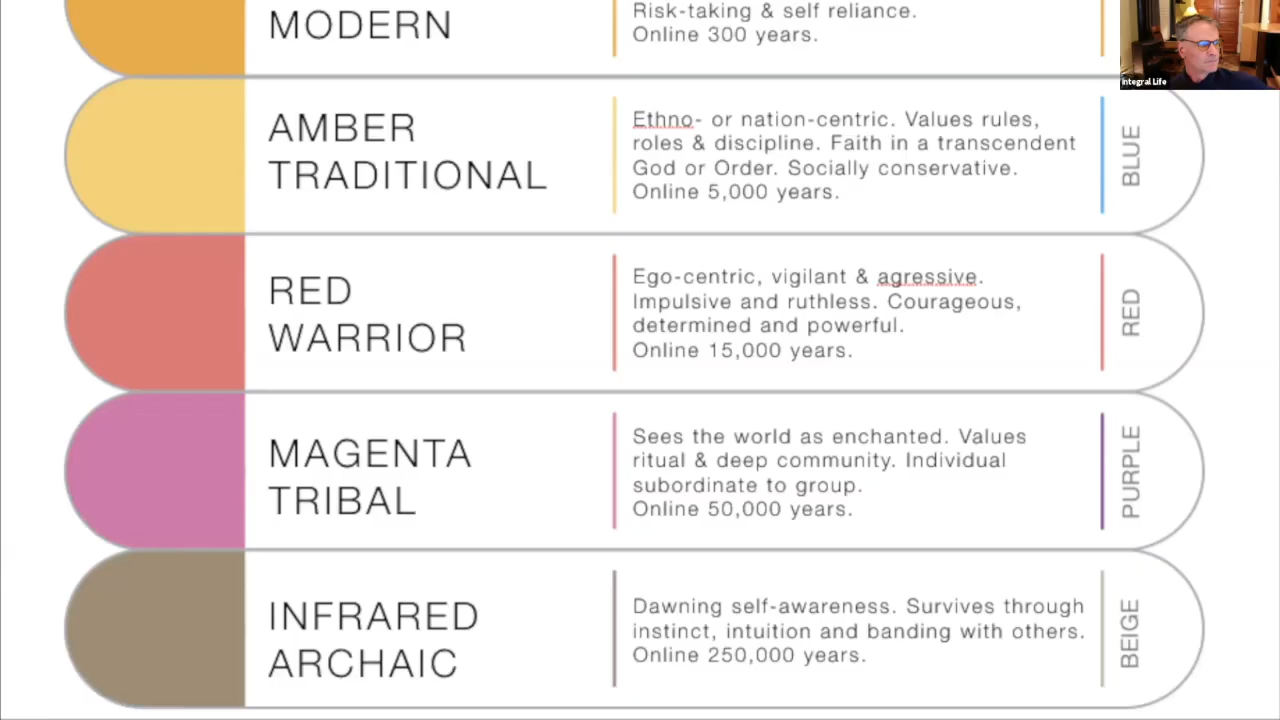 MODERN
Risk-taking & self reliance.
Online 300 years.
Integral Life
AMBER
TRADITIONAL
Ethno- or nation-centric. Values rules,
roles & discipline. Faith in a transcendent
God or Order. Socially conservative.
Online 5,000 years.
BLUE
RED
WARRIOR
Ego-centric, vigilant & agressive.
Impulsive and ruthless. Courageous,
determined and powerful.
Online 15,000 years.
RED
MAGENTA
TRIBAL
Sees the world as enchanted. Values
ritual & deep community. Individual
subordinate to group.
Online 50,000 years.
PURPLE
INFRARED
ARCHAIC
Dawning self-awareness. Survives through
instinct, intuition and banding with others.
Online 250,000 years.
BEIGE